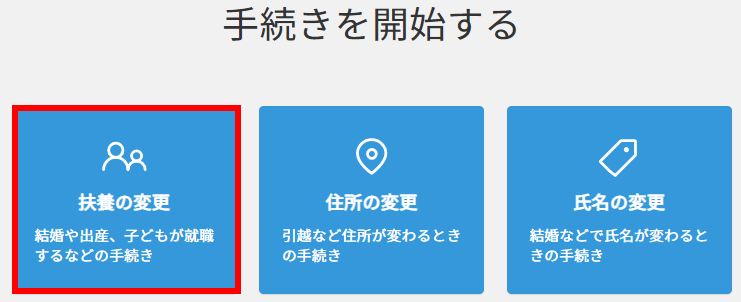 手続きを開始する
扶養の変更
結婚や出産、子どもが就職
するなどの手続き
住所の変更
引越など住所が変わるとき
の手続き
氏名の変更
結婚などで氏名が変わると
きの手続き